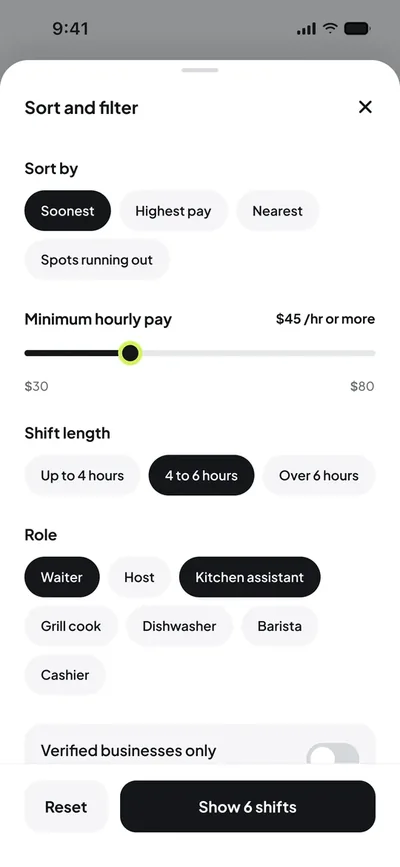 9:41
Sort and filter
Sort by
Soonest Highest pay Nearest
Spots running out
Minimum hourly pay $45 /hr or more
$30 $80
Shift length
Up to 4 hours 4 to 6 hours Over 6 hours
Role
Waiter Host Kitchen assistant
Grill cook Dishwasher Barista
Cashier
Verified businesses only
Reset Show 6 shifts